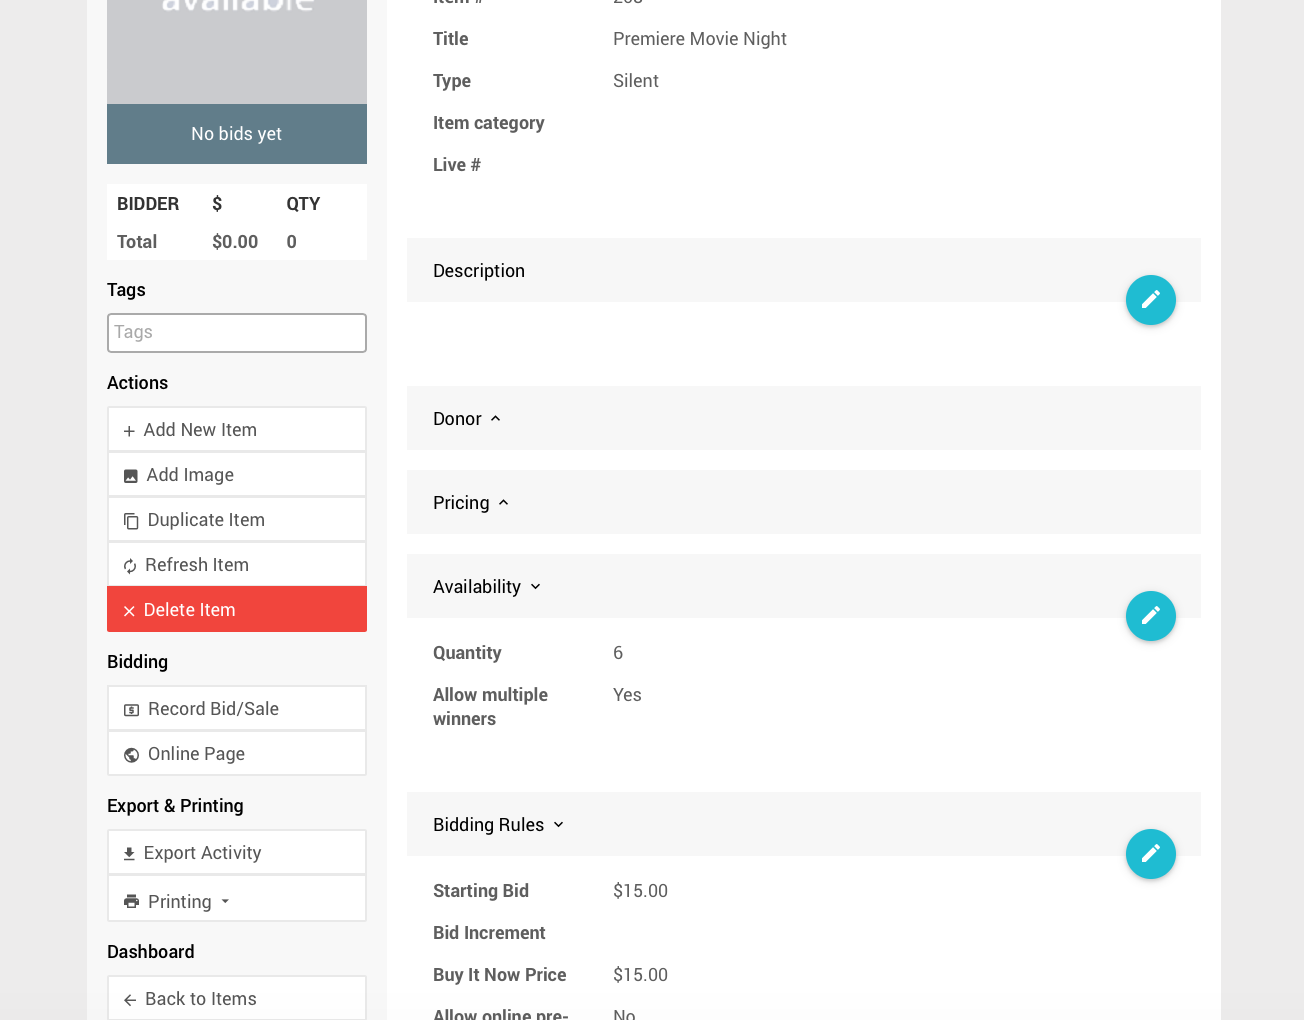 available
No bids yet
BIDDER $ QTY
Total $0.00 0
Tags
Tags
Actions
Add New Item
Add Image
Duplicate Item
Refresh Item
Delete Item
Bidding
Record Bid/Sale
Online Page
Export & Printing
Export Activity
Printing
Dashboard
Back to Items
Item # 208
Title Premiere Movie Night
Type Silent
Item category
Live #
Description
Donor
Pricing
Availability
Quantity 6
Allow multiple Yes
winners
Bidding Rules
Starting Bid $15.00
Bid Increment
Buy It Now Price $15.00
Allow online pre- No